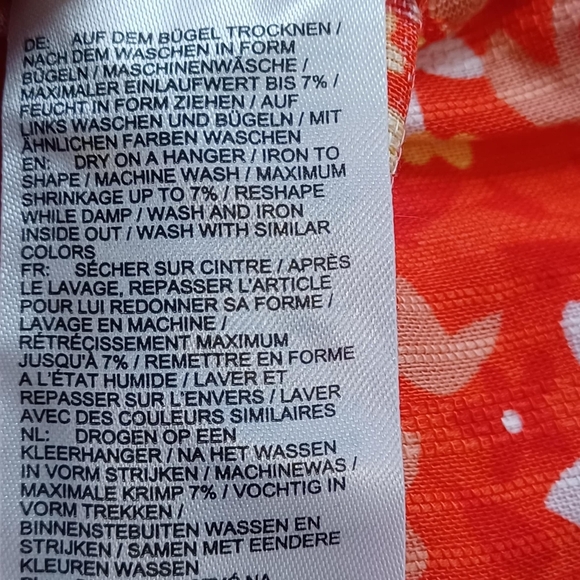 DE: AUF DEM BÜGEL TROCKNEN /
NACH DEM WASCHEN IN FORM
BÜGELN / MASCHINENWÄSCHE /
MAXIMALER EINLAUFWERT BIS 7% /
FEUCHT IN FORM ZIEHEN / AUF
LINKS WASCHEN UND BÜGELN / MIT
ÄHNLICHEN FARBEN WASCHEN
EN: DRY ON A HANGER / IRON TO
SHAPE / MACHINE WASH / MAXIMUM
SHRINKAGE UP TO 7% / RESHAPE
WHILE DAMP / WASH AND IRON
INSIDE OUT / WASH WITH SIMILAR
COLORS
FR: SÉCHER SUR CINTRE / APRÈS
LE LAVAGE, REPASSER L'ARTICLE
POUR LUI REDONNER SA FORME /
LAVAGE EN MACHINE /
RÉTRÉCISSEMENT MAXIMUM
JUSQU'À 7% / REMETTRE EN FORME
A L'ÉTAT HUMIDE / LAVER ET
REPASSER SUR L'ENVERS / LAVER
AVEC DES COULEURS SIMILAIRES
NL: DROGEN OP EEN
KLEERHANGER / NA HET WASSEN
IN VORM STRIJKEN / MACHINEWAS /
MAXIMALE KRIMP 7% / VOCHTIG IN
VORM TREKKEN /
BINNENSTEBUITEN WASSEN EN
STRIJKEN / SAMEN MET EENDERE
KLEUREN WASSEN